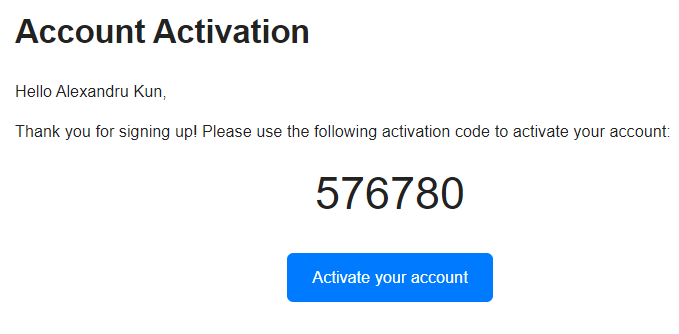 Account Activation
Hello Alexandru Kun,
Thank you for signing up! Please use the following activation code to activate your account:
576780
Activate your account